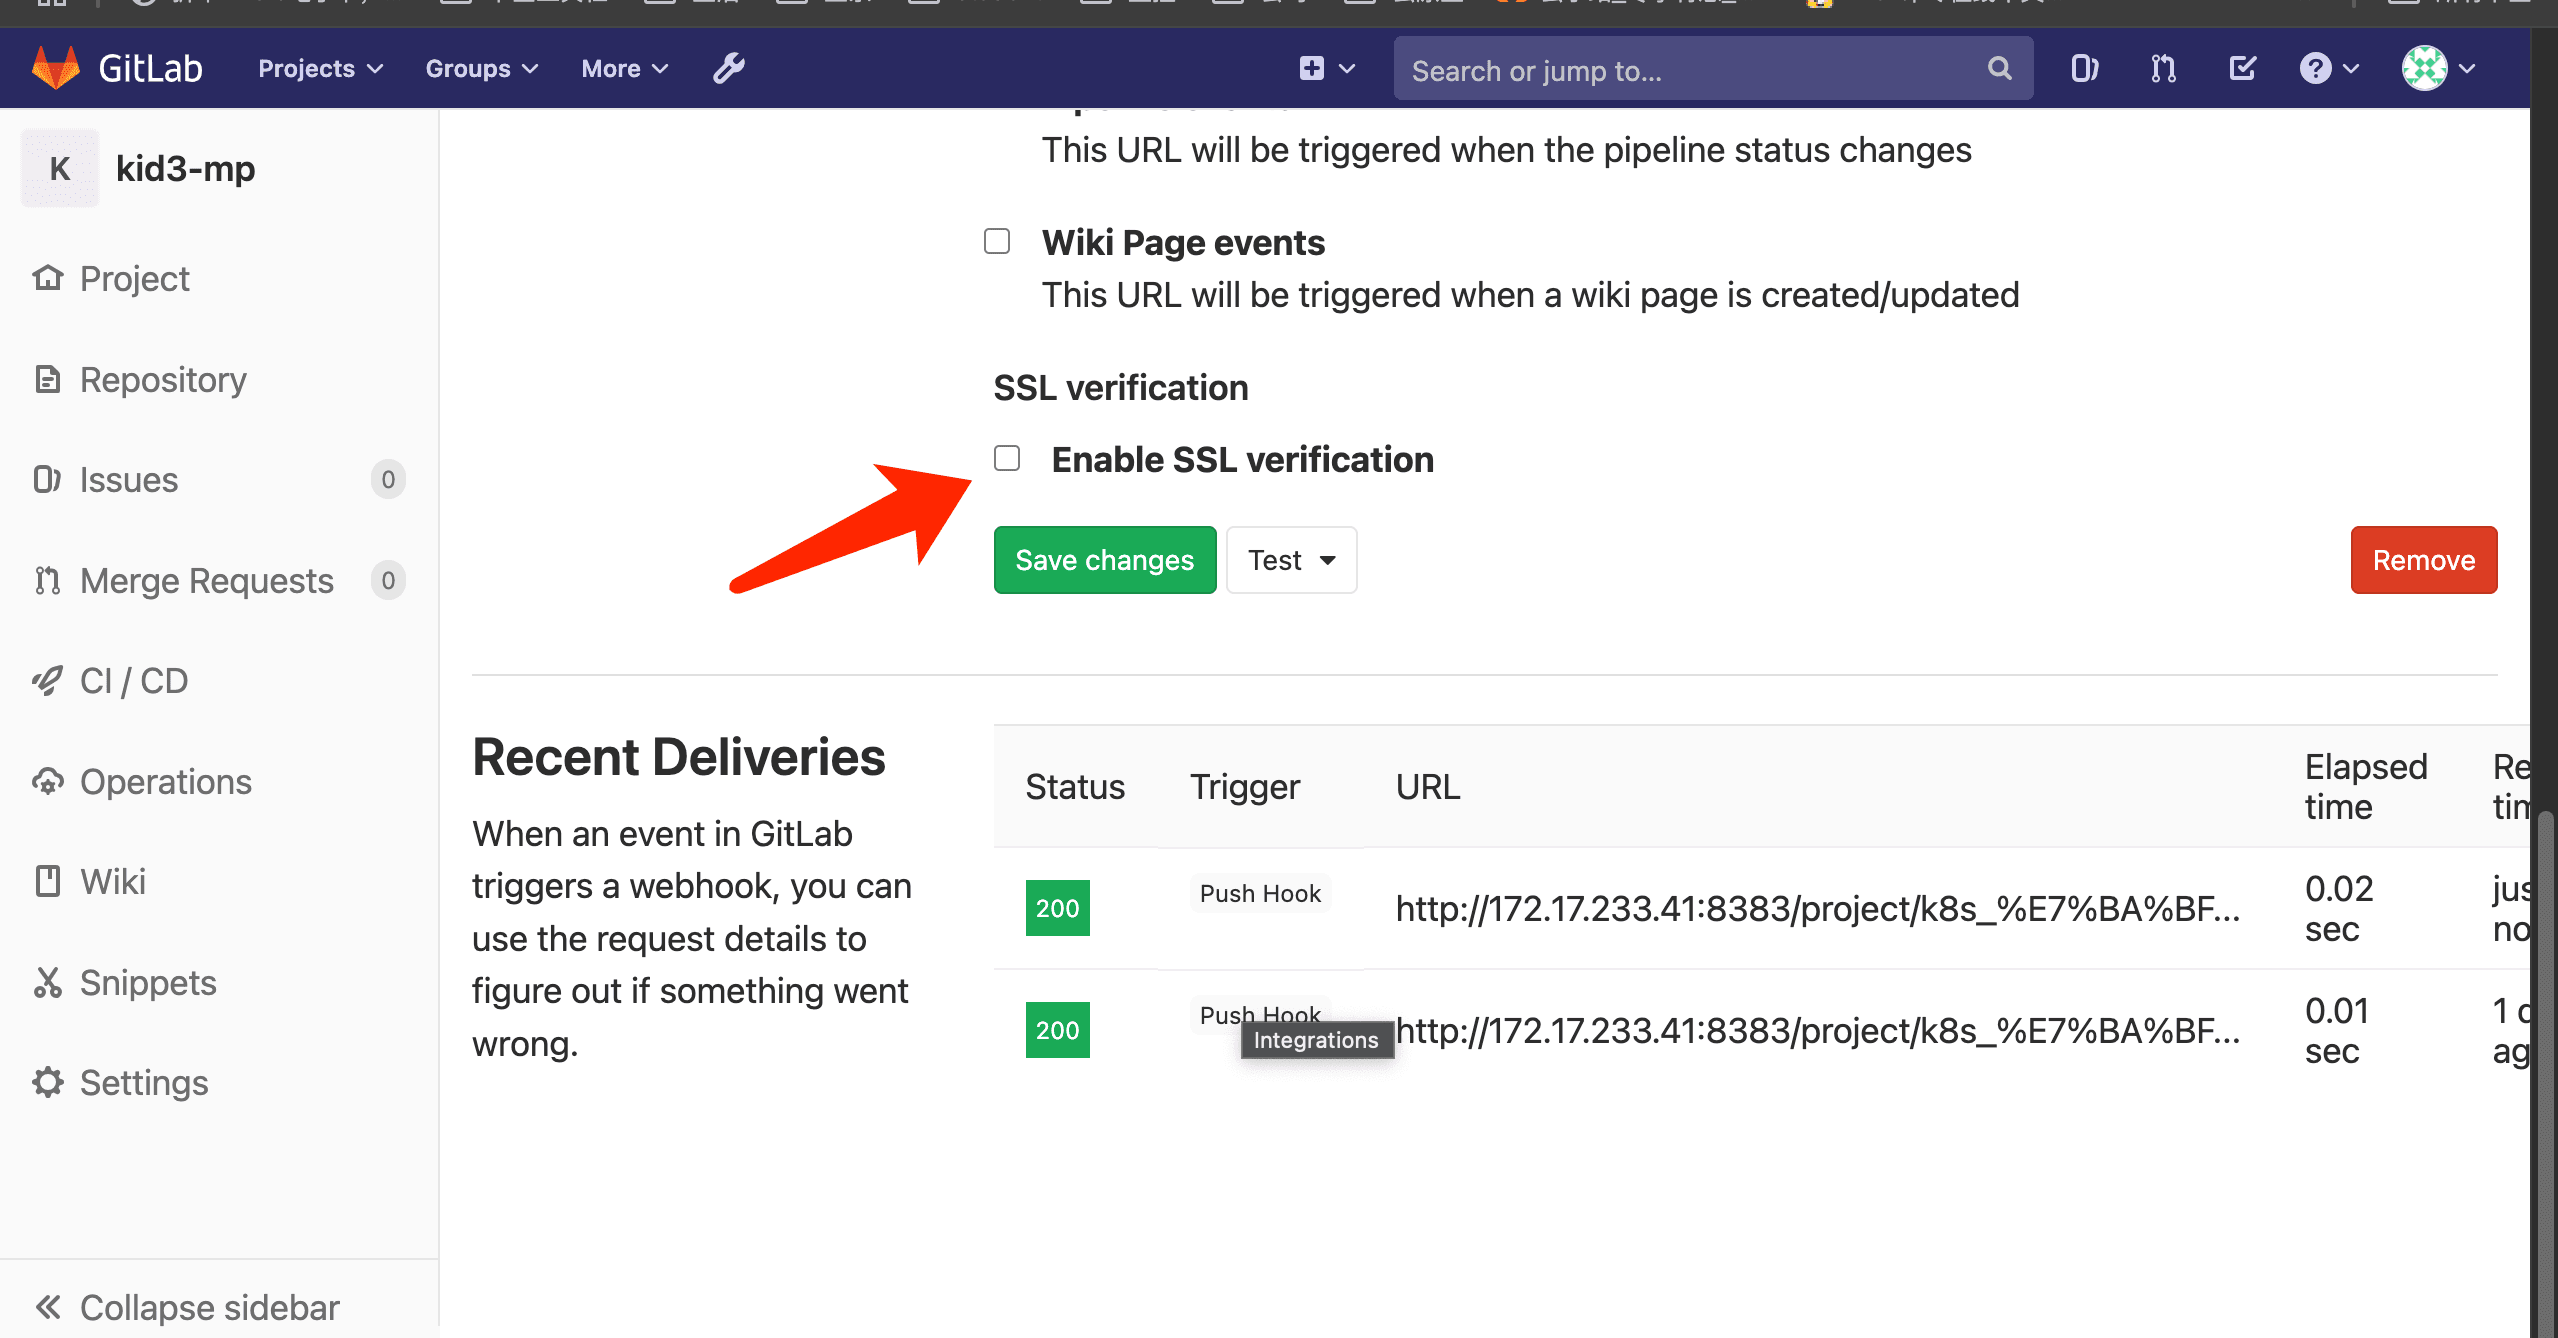 GitLab
Projects
Groups
More
Search or jump to...
K
kid3-mp
Project
Repository
Issues
0
Merge Requests
0
CI / CD
Operations
Wiki
Snippets
Settings
Collapse sidebar
This URL will be triggered when the pipeline status changes
Wiki Page events
This URL will be triggered when a wiki page is created/updated
SSL verification
Enable SSL verification
Save changes
Test
Remove
Recent Deliveries
When an event in GitLab
triggers a webhook, you can
use the request details to
figure out if something went
wrong.
Status
Trigger
URL
Elapsed
time
200
Push Hook
http://172.17.233.41:8383/project/k8s_%E7%BA%BF...
0.02
sec
200
Push Hook
Integrations
http://172.17.233.41:8383/project/k8s_%E7%BA%BF...
0.01
sec